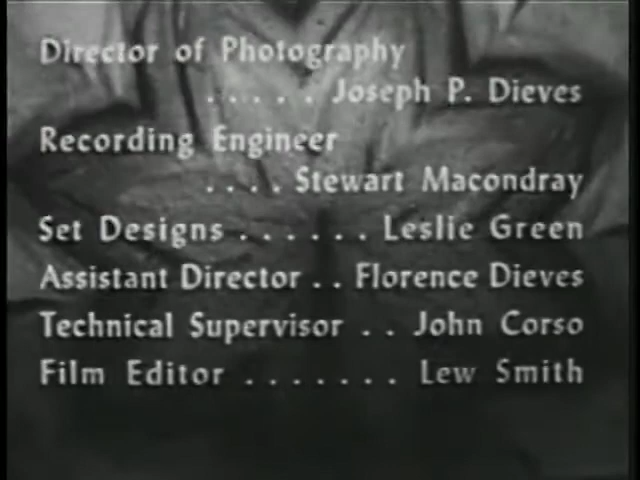 Director of Photography
. . . . . Joseph P. Dieves
Recording Engineer
. . . . Stewart Macondray
Set Designs . . . . . . Leslie Green
Assistant Director . . Florence Dieves
Technical Supervisor . . John Corso
Film Editor . . . . . . . Lew Smith